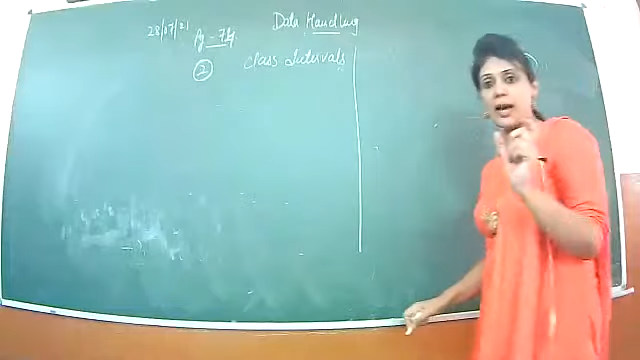 28/07/21 Pg - 74 Data Handling
② Class Intervals